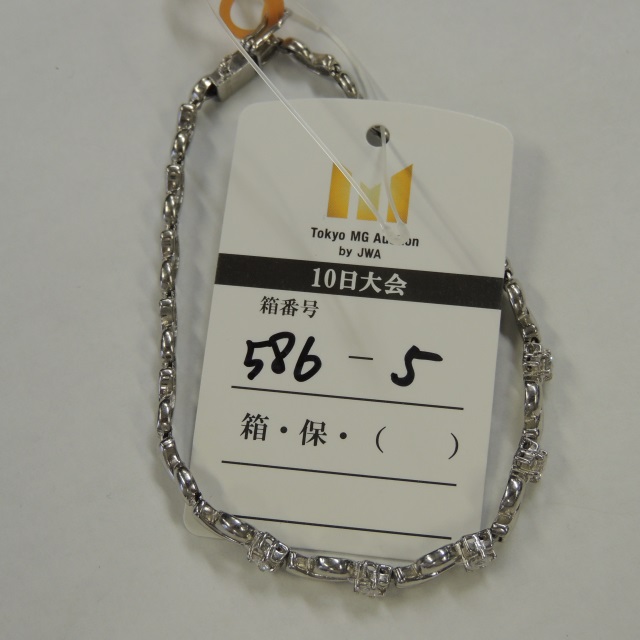 Tokyo MG Auction
by JWA
10日大会
箱番号
586 - 5
箱・保・(　　)